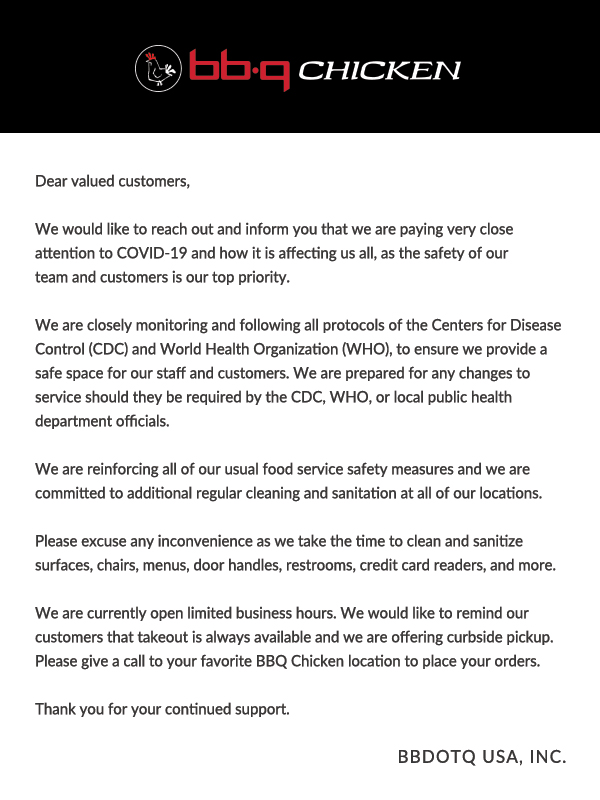 bb·q CHICKEN
Dear valued customers,
We would like to reach out and inform you that we are paying very close
attention to COVID-19 and how it is affecting us all, as the safety of our
team and customers is our top priority.
We are closely monitoring and following all protocols of the Centers for Disease
Control (CDC) and World Health Organization (WHO), to ensure we provide a
safe space for our staff and customers. We are prepared for any changes to
service should they be required by the CDC, WHO, or local public health
department officials.
We are reinforcing all of our usual food service safety measures and we are
committed to additional regular cleaning and sanitation at all of our locations.
Please excuse any inconvenience as we take the time to clean and sanitize
surfaces, chairs, menus, door handles, restrooms, credit card readers, and more.
We are currently open limited business hours. We would like to remind our
customers that takeout is always available and we are offering curbside pickup.
Please give a call to your favorite BBQ Chicken location to place your orders.
Thank you for your continued support.
BBDOTQ USA, INC.